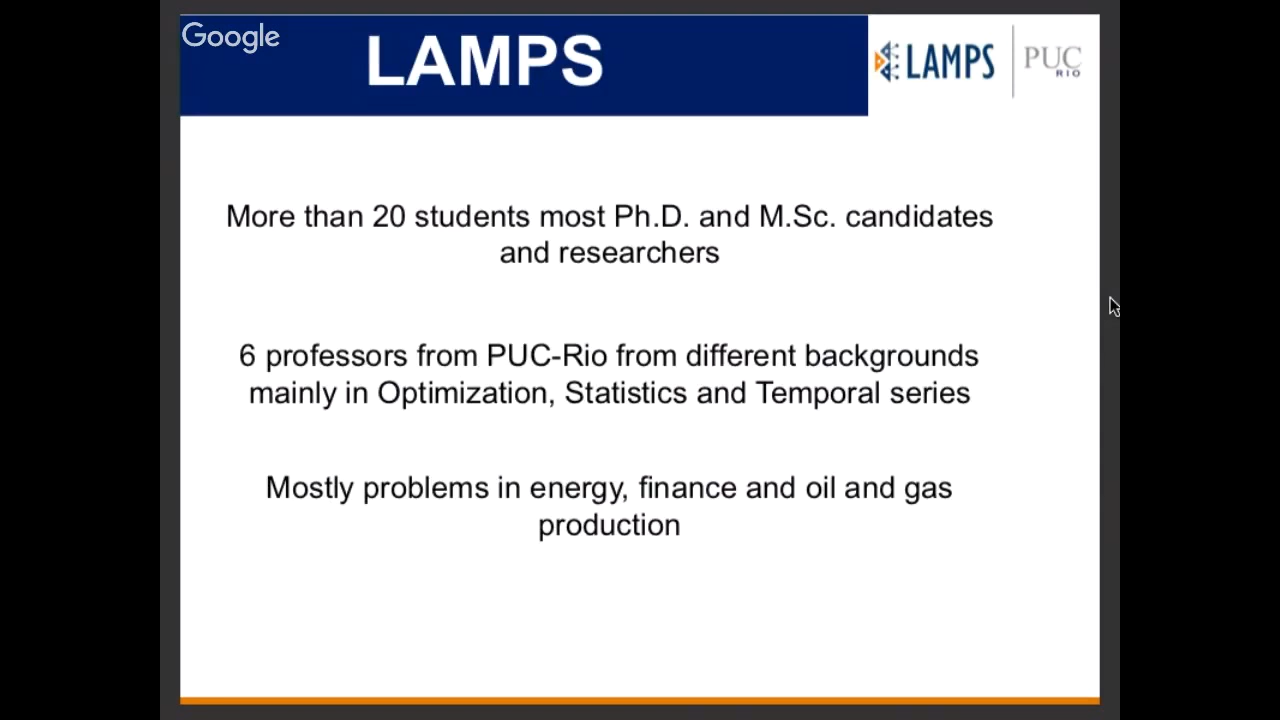 Google
LAMPS
LAMPS
PUC
RIO
More than 20 students most Ph.D. and M.Sc. candidates
and researchers
6 professors from PUC-Rio from different backgrounds
mainly in Optimization, Statistics and Temporal series
Mostly problems in energy, finance and oil and gas
production